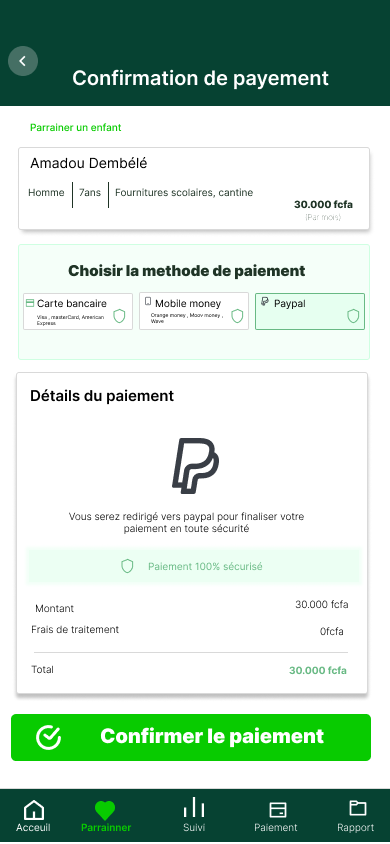 Confirmation de payement
Parrainer un enfant
Amadou Dembélé
Homme
7ans
Fournitures scolaires, cantine
30.000 fcfa
(Par mois)
Choisir la methode de paiement
Carte bancaire
Visa , masterCard, American
Express
Mobile money
Orange money , Moov money ,
Wave
Paypal
Détails du paiement
Vous serez redirigé vers paypal pour finaliser votre
paiement en toute sécurité
Paiement 100% sécurisé
Montant
30.000 fcfa
Frais de traitement
0fcfa
Total
30.000 fcfa
Confirmer le paiement
Acceuil
Parrainner
Suivi
Paiement
Rapport